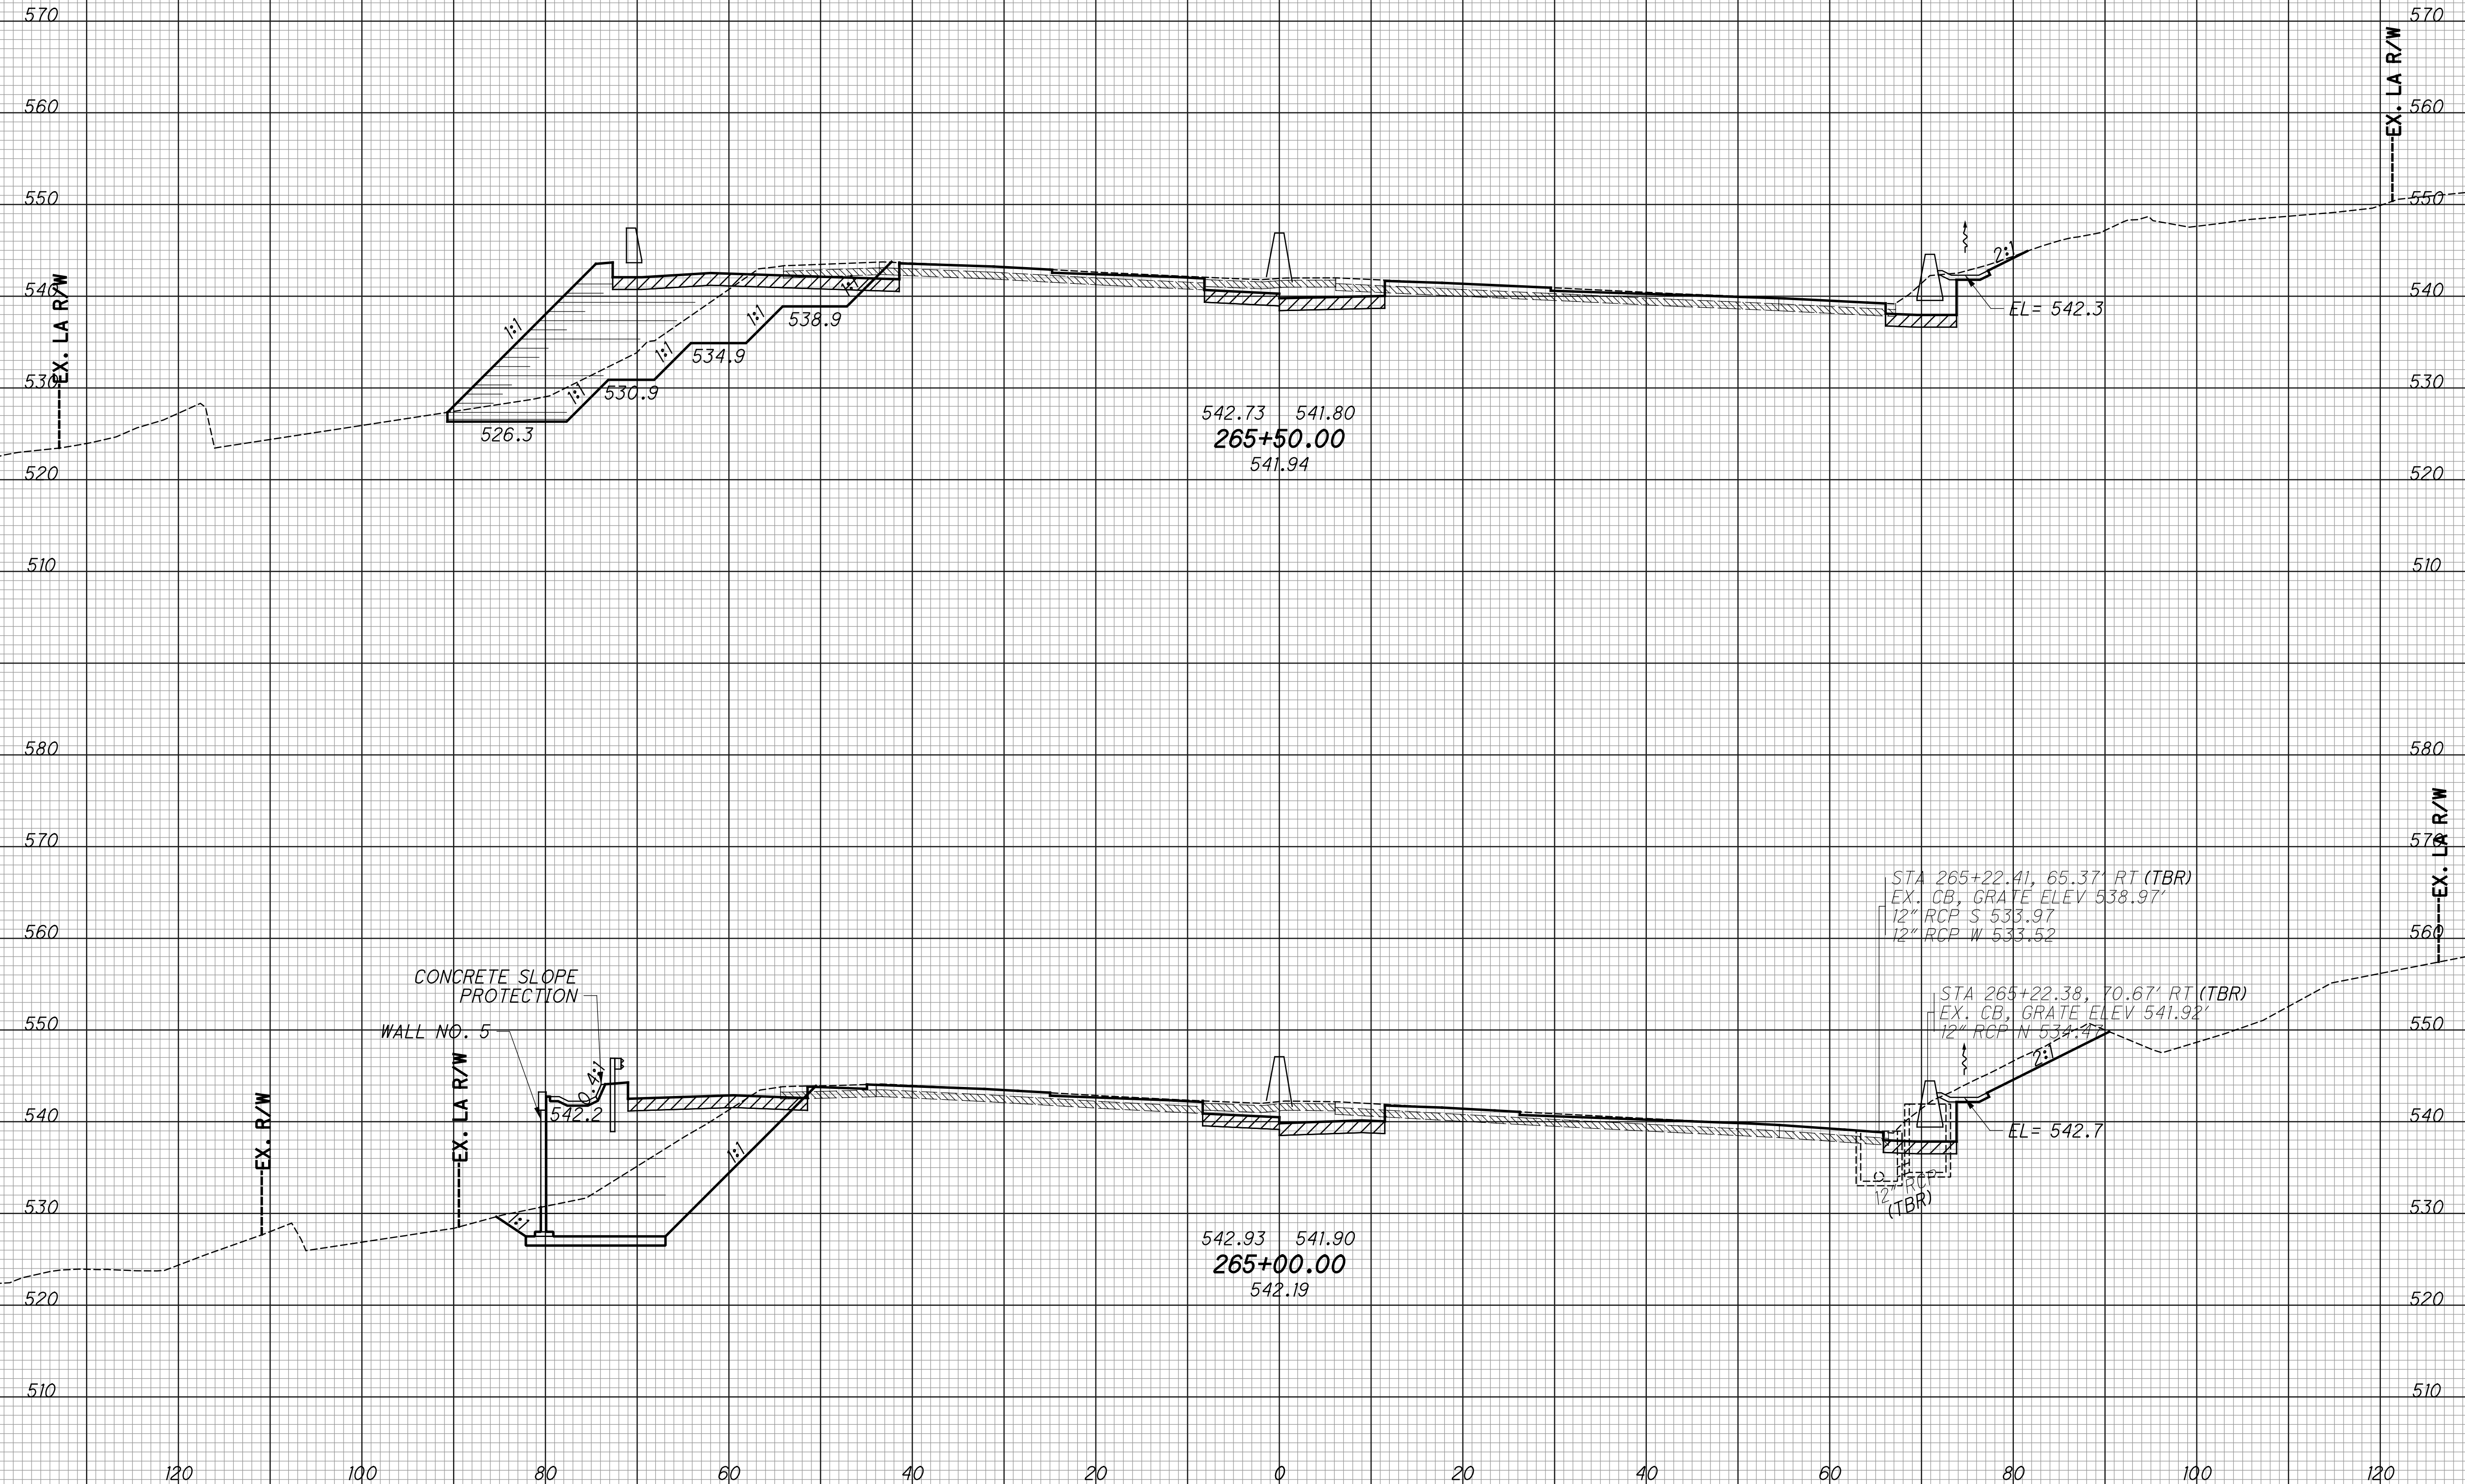 570 570
EX. LA R/W
560 560
550 550
2:1
EX. LA R/W
540 540
1:1 1:1 1:1
EL= 542.3
538.9
1:1
534.9
530 530
1:1
530.9
542.73 541.80
526.3
265+50.00
541.94
520 520
510 510
580 580
EX. LA R/W
570 570
STA 265+22.41, 65.37' RT (TBR)
EX. CB, GRATE ELEV 538.97'
12" RCP S 533.97
12" RCP W 533.52
560 560
CONCRETE SLOPE
PROTECTION
STA 265+22.38, 70.67' RT (TBR)
EX. CB, GRATE ELEV 541.92'
12" RCP N 534.47
WALL NO. 5
550 550
2:1
EX. LA R/W
0.4:1
EX. R/W
542.2
540 540
EL= 542.7
1:1
12" RCP
(TBR)
530 530
1:1
542.93 541.90
265+00.00
542.19
520 520
510 510
120 100 80 60 40 20 0 20 40 60 80 100 120